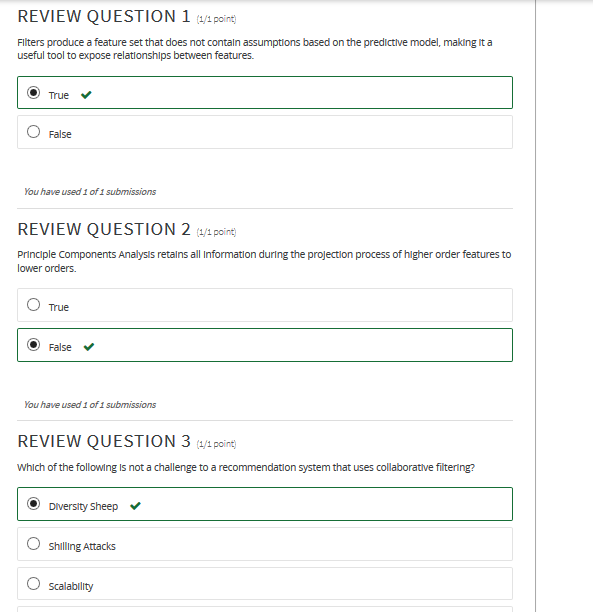 REVIEW QUESTION 1 (1/1 point)
Filters produce a feature set that does not contain assumptions based on the predictive model, making it a
useful tool to expose relationships between features.
True
False
You have used 1 of 1 submissions
REVIEW QUESTION 2 (1/1 point)
Principle Components Analysis retains all information during the projection process of higher order features to
lower orders.
True
False
You have used 1 of 1 submissions
REVIEW QUESTION 3 (1/1 point)
Which of the following is not a challenge to a recommendation system that uses collaborative filtering?
Diversity Sheep
Shilling Attacks
Scalability